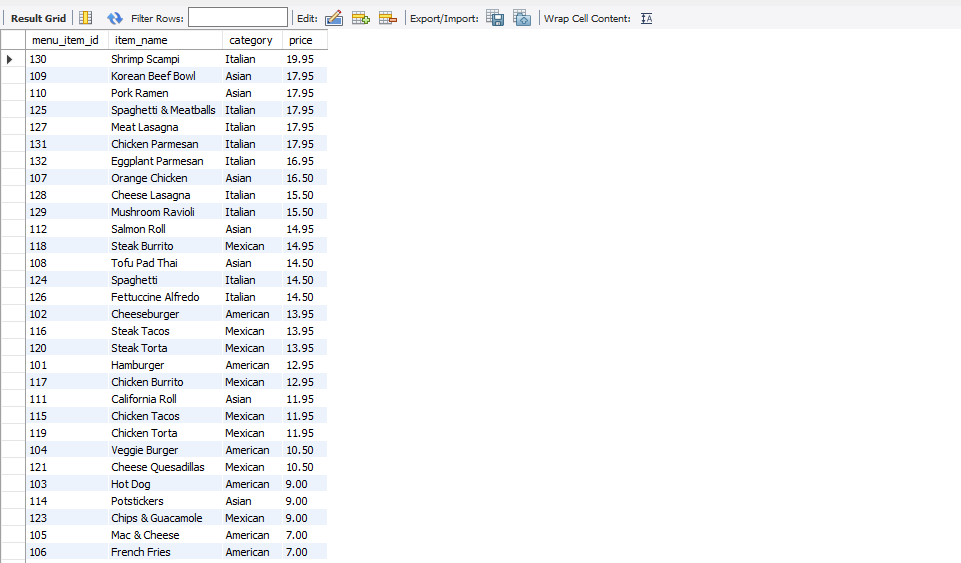 Result Grid Filter Rows: Edit: Export/Import: Wrap Cell Content: IA
menu_item_id item_name category price
130 Shrimp Scampi Italian 19.95
109 Korean Beef Bowl Asian 17.95
110 Pork Ramen Asian 17.95
125 Spaghetti & Meatballs Italian 17.95
127 Meat Lasagna Italian 17.95
131 Chicken Parmesan Italian 17.95
132 Eggplant Parmesan Italian 16.95
107 Orange Chicken Asian 16.50
128 Cheese Lasagna Italian 15.50
129 Mushroom Ravioli Italian 15.50
112 Salmon Roll Asian 14.95
118 Steak Burrito Mexican 14.95
108 Tofu Pad Thai Asian 14.50
124 Spaghetti Italian 14.50
126 Fettuccine Alfredo Italian 14.50
102 Cheeseburger American 13.95
116 Steak Tacos Mexican 13.95
120 Steak Torta Mexican 13.95
101 Hamburger American 12.95
117 Chicken Burrito Mexican 12.95
111 California Roll Asian 11.95
115 Chicken Tacos Mexican 11.95
119 Chicken Torta Mexican 11.95
104 Veggie Burger American 10.50
121 Cheese Quesadillas Mexican 10.50
103 Hot Dog American 9.00
114 Potstickers Asian 9.00
123 Chips & Guacamole Mexican 9.00
105 Mac & Cheese American 7.00
106 French Fries American 7.00